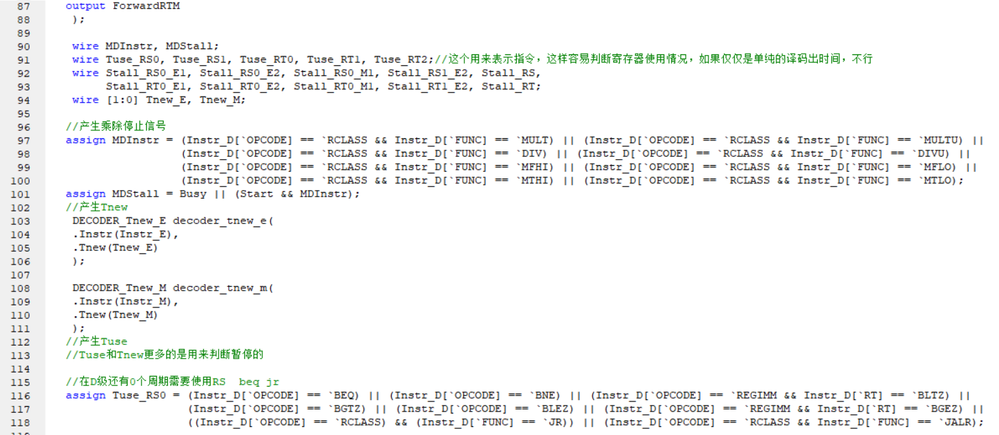 87 output ForwardRTM
88 );
89
90 wire MDInstr, MDStall;
91 wire Tuse_RS0, Tuse_RS1, Tuse_RT0, Tuse_RT1, Tuse_RT2;//这个用来表示指令，这样容易判断寄存器使用情况，如果仅仅是单纯的译码出时间，不行
92 wire Stall_RS0_E1, Stall_RS0_E2, Stall_RS0_M1, Stall_RS1_E2, Stall_RS,
93 Stall_RT0_E1, Stall_RT0_E2, Stall_RT0_M1, Stall_RT1_E2, Stall_RT;
94 wire [1:0] Tnew_E, Tnew_M;
95
96 //产生乘除停止信号
97 assign MDInstr = (Instr_D[`OPCODE] == `RCLASS && Instr_D[`FUNC] == `MULT) || (Instr_D[`OPCODE] == `RCLASS && Instr_D[`FUNC] == `MULTU) ||
98 (Instr_D[`OPCODE] == `RCLASS && Instr_D[`FUNC] == `DIV) || (Instr_D[`OPCODE] == `RCLASS && Instr_D[`FUNC] == `DIVU) ||
99 (Instr_D[`OPCODE] == `RCLASS && Instr_D[`FUNC] == `MFHI) || (Instr_D[`OPCODE] == `RCLASS && Instr_D[`FUNC] == `MFLO) ||
100 (Instr_D[`OPCODE] == `RCLASS && Instr_D[`FUNC] == `MTHI) || (Instr_D[`OPCODE] == `RCLASS && Instr_D[`FUNC] == `MTLO);
101 assign MDStall = Busy || (Start && MDInstr);
102 //产生Tnew
103 DECODER_Tnew_E decoder_tnew_e(
104 .Instr(Instr_E),
105 .Tnew(Tnew_E)
106 );
107
108 DECODER_Tnew_M decoder_tnew_m(
109 .Instr(Instr_M),
110 .Tnew(Tnew_M)
111 );
112 //产生Tuse
113 //Tuse和Tnew更多的是用来判断暂停的
114
115 //在D级还有0个周期需要使用RS beq jr
116 assign Tuse_RS0 = (Instr_D[`OPCODE] == `BEQ) || (Instr_D[`OPCODE] == `BNE) || (Instr_D[`OPCODE] == `REGIMM && Instr_D[`RT] == `BLTZ) ||
117 (Instr_D[`OPCODE] == `BGTZ) || (Instr_D[`OPCODE] == `BLEZ) || (Instr_D[`OPCODE] == `REGIMM && Instr_D[`RT] == `BGEZ) ||
118 ((Instr_D[`OPCODE] == `RCLASS) && (Instr_D[`FUNC] == `JR)) || (Instr_D[`OPCODE] == `RCLASS && Instr_D[`FUNC] == `JALR);